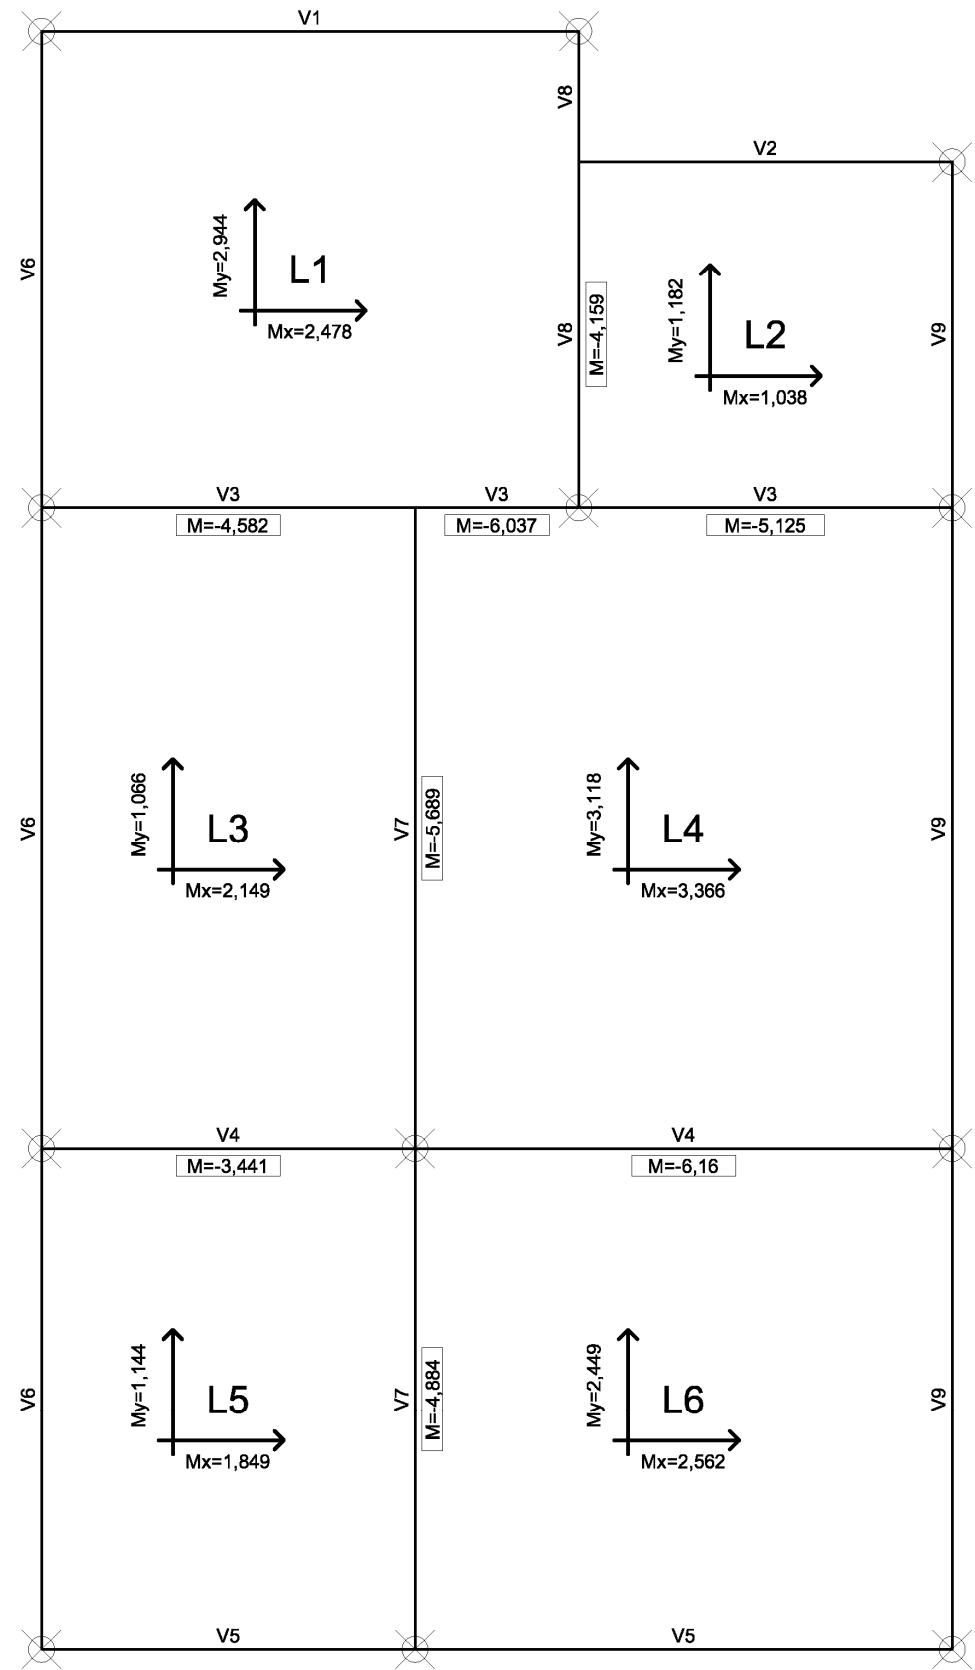 V1
V8
V2
My=2,944
L1
V6
Mx=2,478
V8
M=-4,159
My=1,182
L2
V9
Mx=1,038
V3
V3
V3
M=-4,582
M=-6,037
M=-5,125
My=1,066
L3
V6
Mx=2,149
V7
M=-5,689
My=3,118
L4
V9
Mx=3,366
V4
V4
M=-3,441
M=-6,16
My=1,144
L5
V6
Mx=1,849
V7
M=-4,884
My=2,449
L6
V9
Mx=2,562
V5
V5